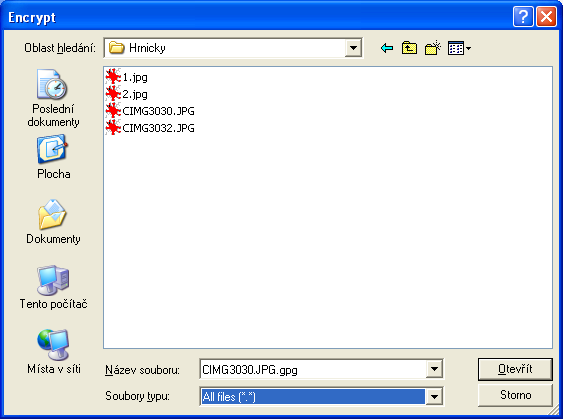 Encrypt
Oblast hledání: Hrnicky
1.jpg
2.jpg
CIMG3030.JPG
CIMG3032.JPG
Poslední
dokumenty
Plocha
Dokumenty
Tento počítač
Místa v síti
Název souboru: CIMG3030.JPG.gpg Otevřít
Soubory typu: All files (*.*) Storno